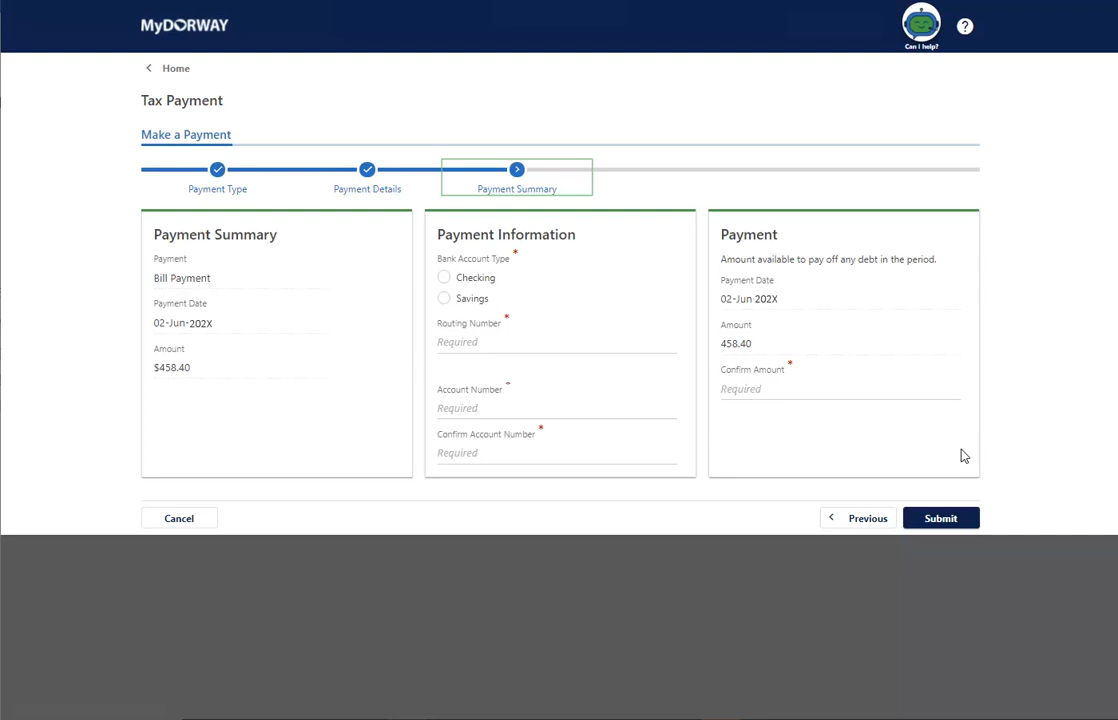 MyDORWAY
Can I help?
?
Home
Tax Payment
Make a Payment
Payment Type
Payment Details
Payment Summary
Payment Summary
Payment
Bill Payment
Payment Date
02-Jun-202X
Amount
$458.40
Payment Information
Bank Account Type *
Checking
Savings
Routing Number *
Required
Account Number *
Required
Confirm Account Number *
Required
Payment
Amount available to pay off any debt in the period.
Payment Date
02-Jun-202X
Amount
458.40
Confirm Amount *
Required
Cancel
Previous
Submit